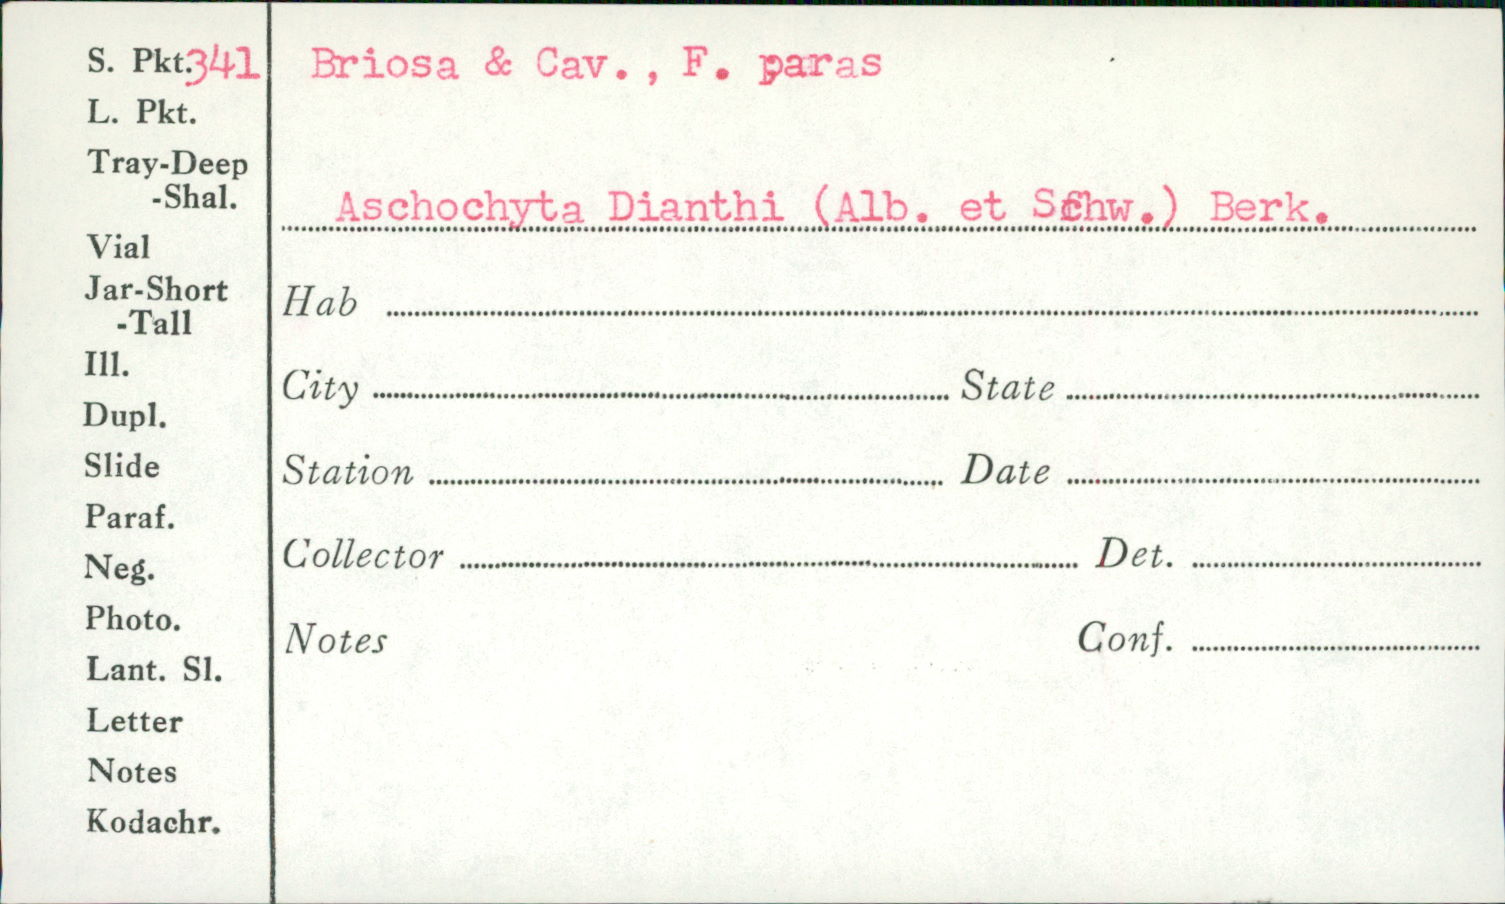 S. Pkt.341
L. Pkt.
Tray-Deep
-Shal.
Vial
Jar-Short
-Tall
Ill.
Dupl.
Slide
Paraf.
Neg.
Photo.
Lant. Sl.
Letter
Notes
Kodachr.
Briosa & Cav., F. paras
Aschochyta Dianthi (Alb. et Schw.) Berk.
Hab
City State
Station Date
Collector Det.
Notes Conf.